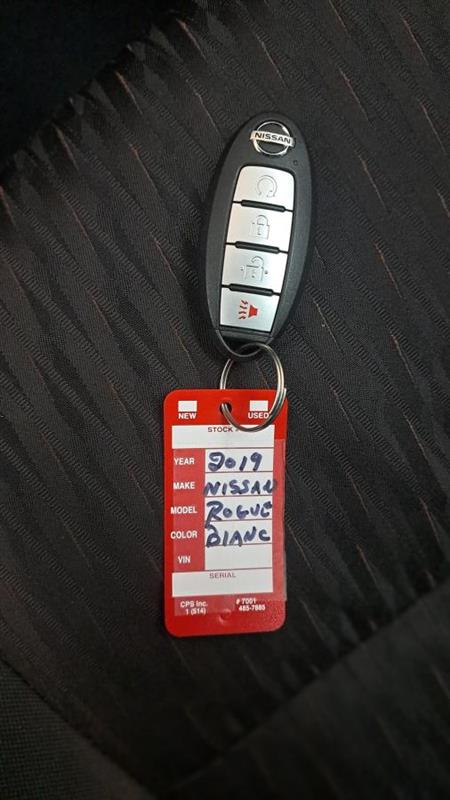 NISSAN
NEW USED
STOCK #
YEAR 2019
MAKE NISSAN
MODEL ROGUE
COLOR BLANC
VIN
SERIAL
CPS Inc. # 7001
1 (514) 485-7885